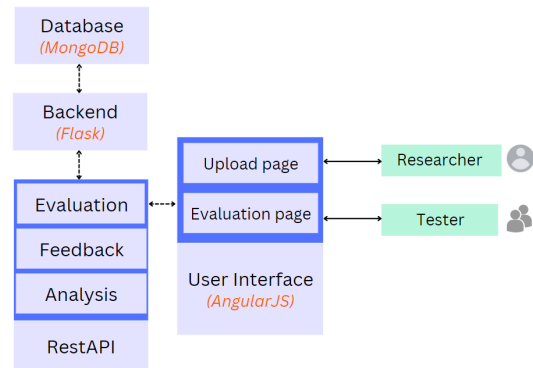 Database
(MongoDB)
Backend
(Flask)
Evaluation
Feedback
Analysis
RestAPI
Upload page
Evaluation page
User Interface
(AngularJS)
Researcher
Tester